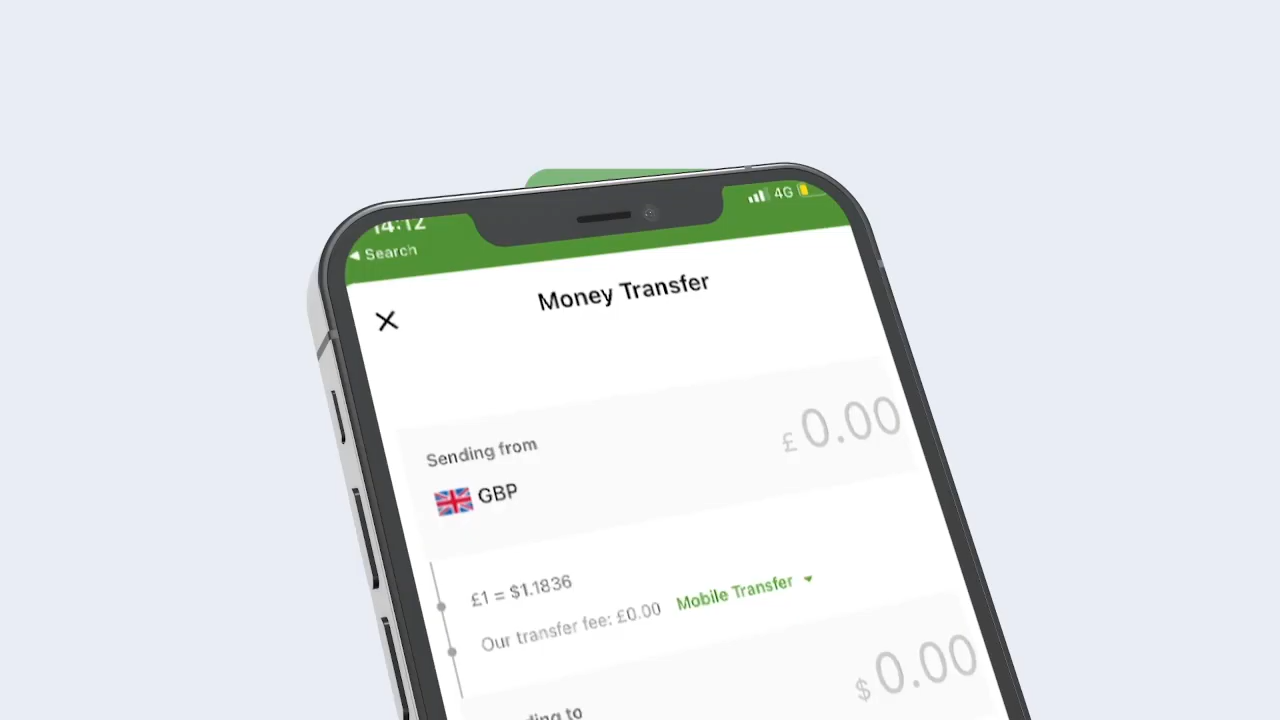 14:12
4G
◀ Search
Money Transfer
Sending from
£ 0.00
GBP
£1 = $1.1836
Our transfer fee: £0.00 Mobile Transfer
$ 0.00
to